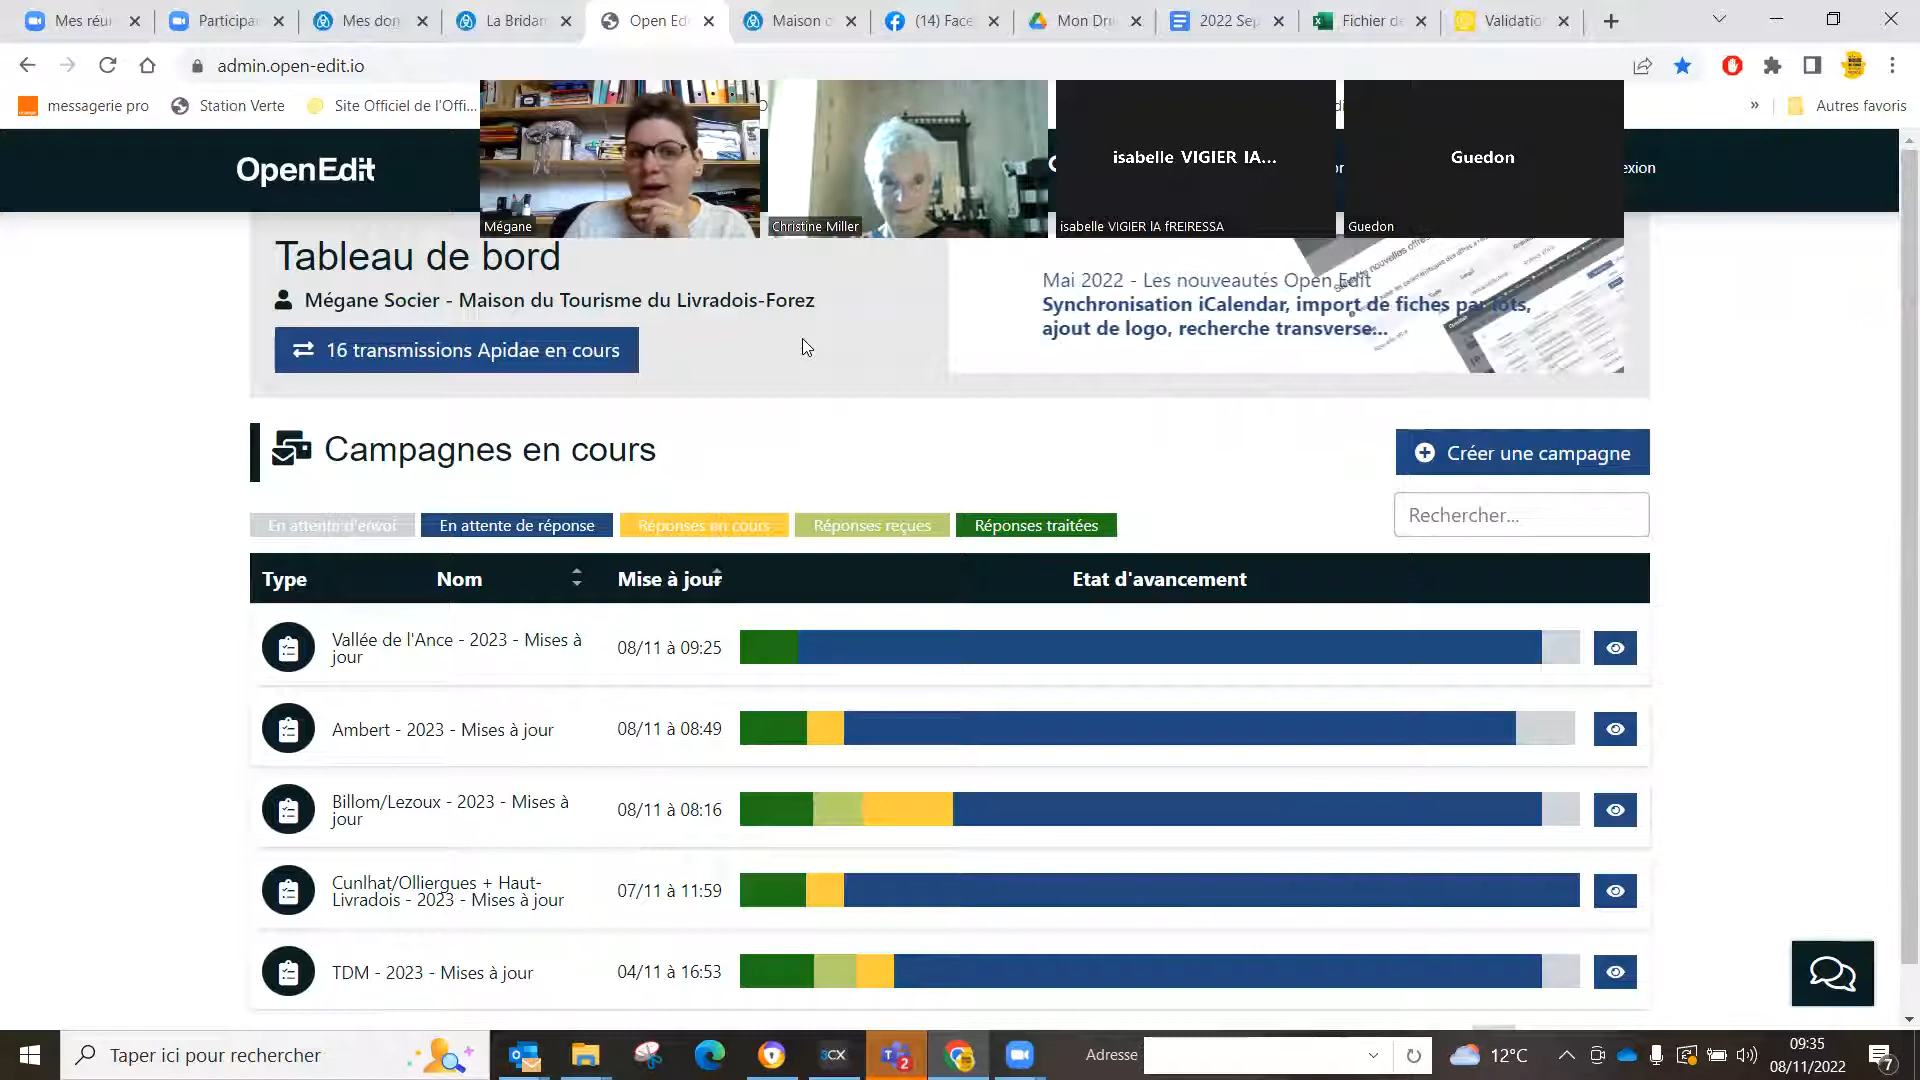 Mes réu
Participa
Mes don
La Bridan
Open Ed
Maison d
(14) Face
Mon Dri
2022 Sep
Fichier de
Validatio
admin.open-edit.io
messagerie pro
Station Verte
Site Officiel de l'Offi...
»
Autres favoris
OpenEdit
exion
Mégane
Christine Miller
isabelle VIGIER IA...
isabelle VIGIER IA fREIRESSA
Guedon
Guedon
Tableau de bord
Mégane Socier - Maison du Tourisme du Livradois-Forez
16 transmissions Apidae en cours
Mai 2022 - Les nouveautés Open Edit
Synchronisation iCalendar, import de fiches par lots,
ajout de logo, recherche transverse...
Campagnes en cours
Créer une campagne
En attente d'envoi
En attente de réponse
Réponses en cours
Réponses reçues
Réponses traitées
Rechercher...
Type
Nom
Mise à jour
Etat d'avancement
Vallée de l'Ance - 2023 - Mises à
jour
08/11 à 09:25
Ambert - 2023 - Mises à jour
08/11 à 08:49
Billom/Lezoux - 2023 - Mises à
jour
08/11 à 08:16
Cunlhat/Olliergues + Haut-
Livradois - 2023 - Mises à jour
07/11 à 11:59
TDM - 2023 - Mises à jour
04/11 à 16:53
Taper ici pour rechercher
3CX
2
Adresse
12°C
09:35
08/11/2022
7